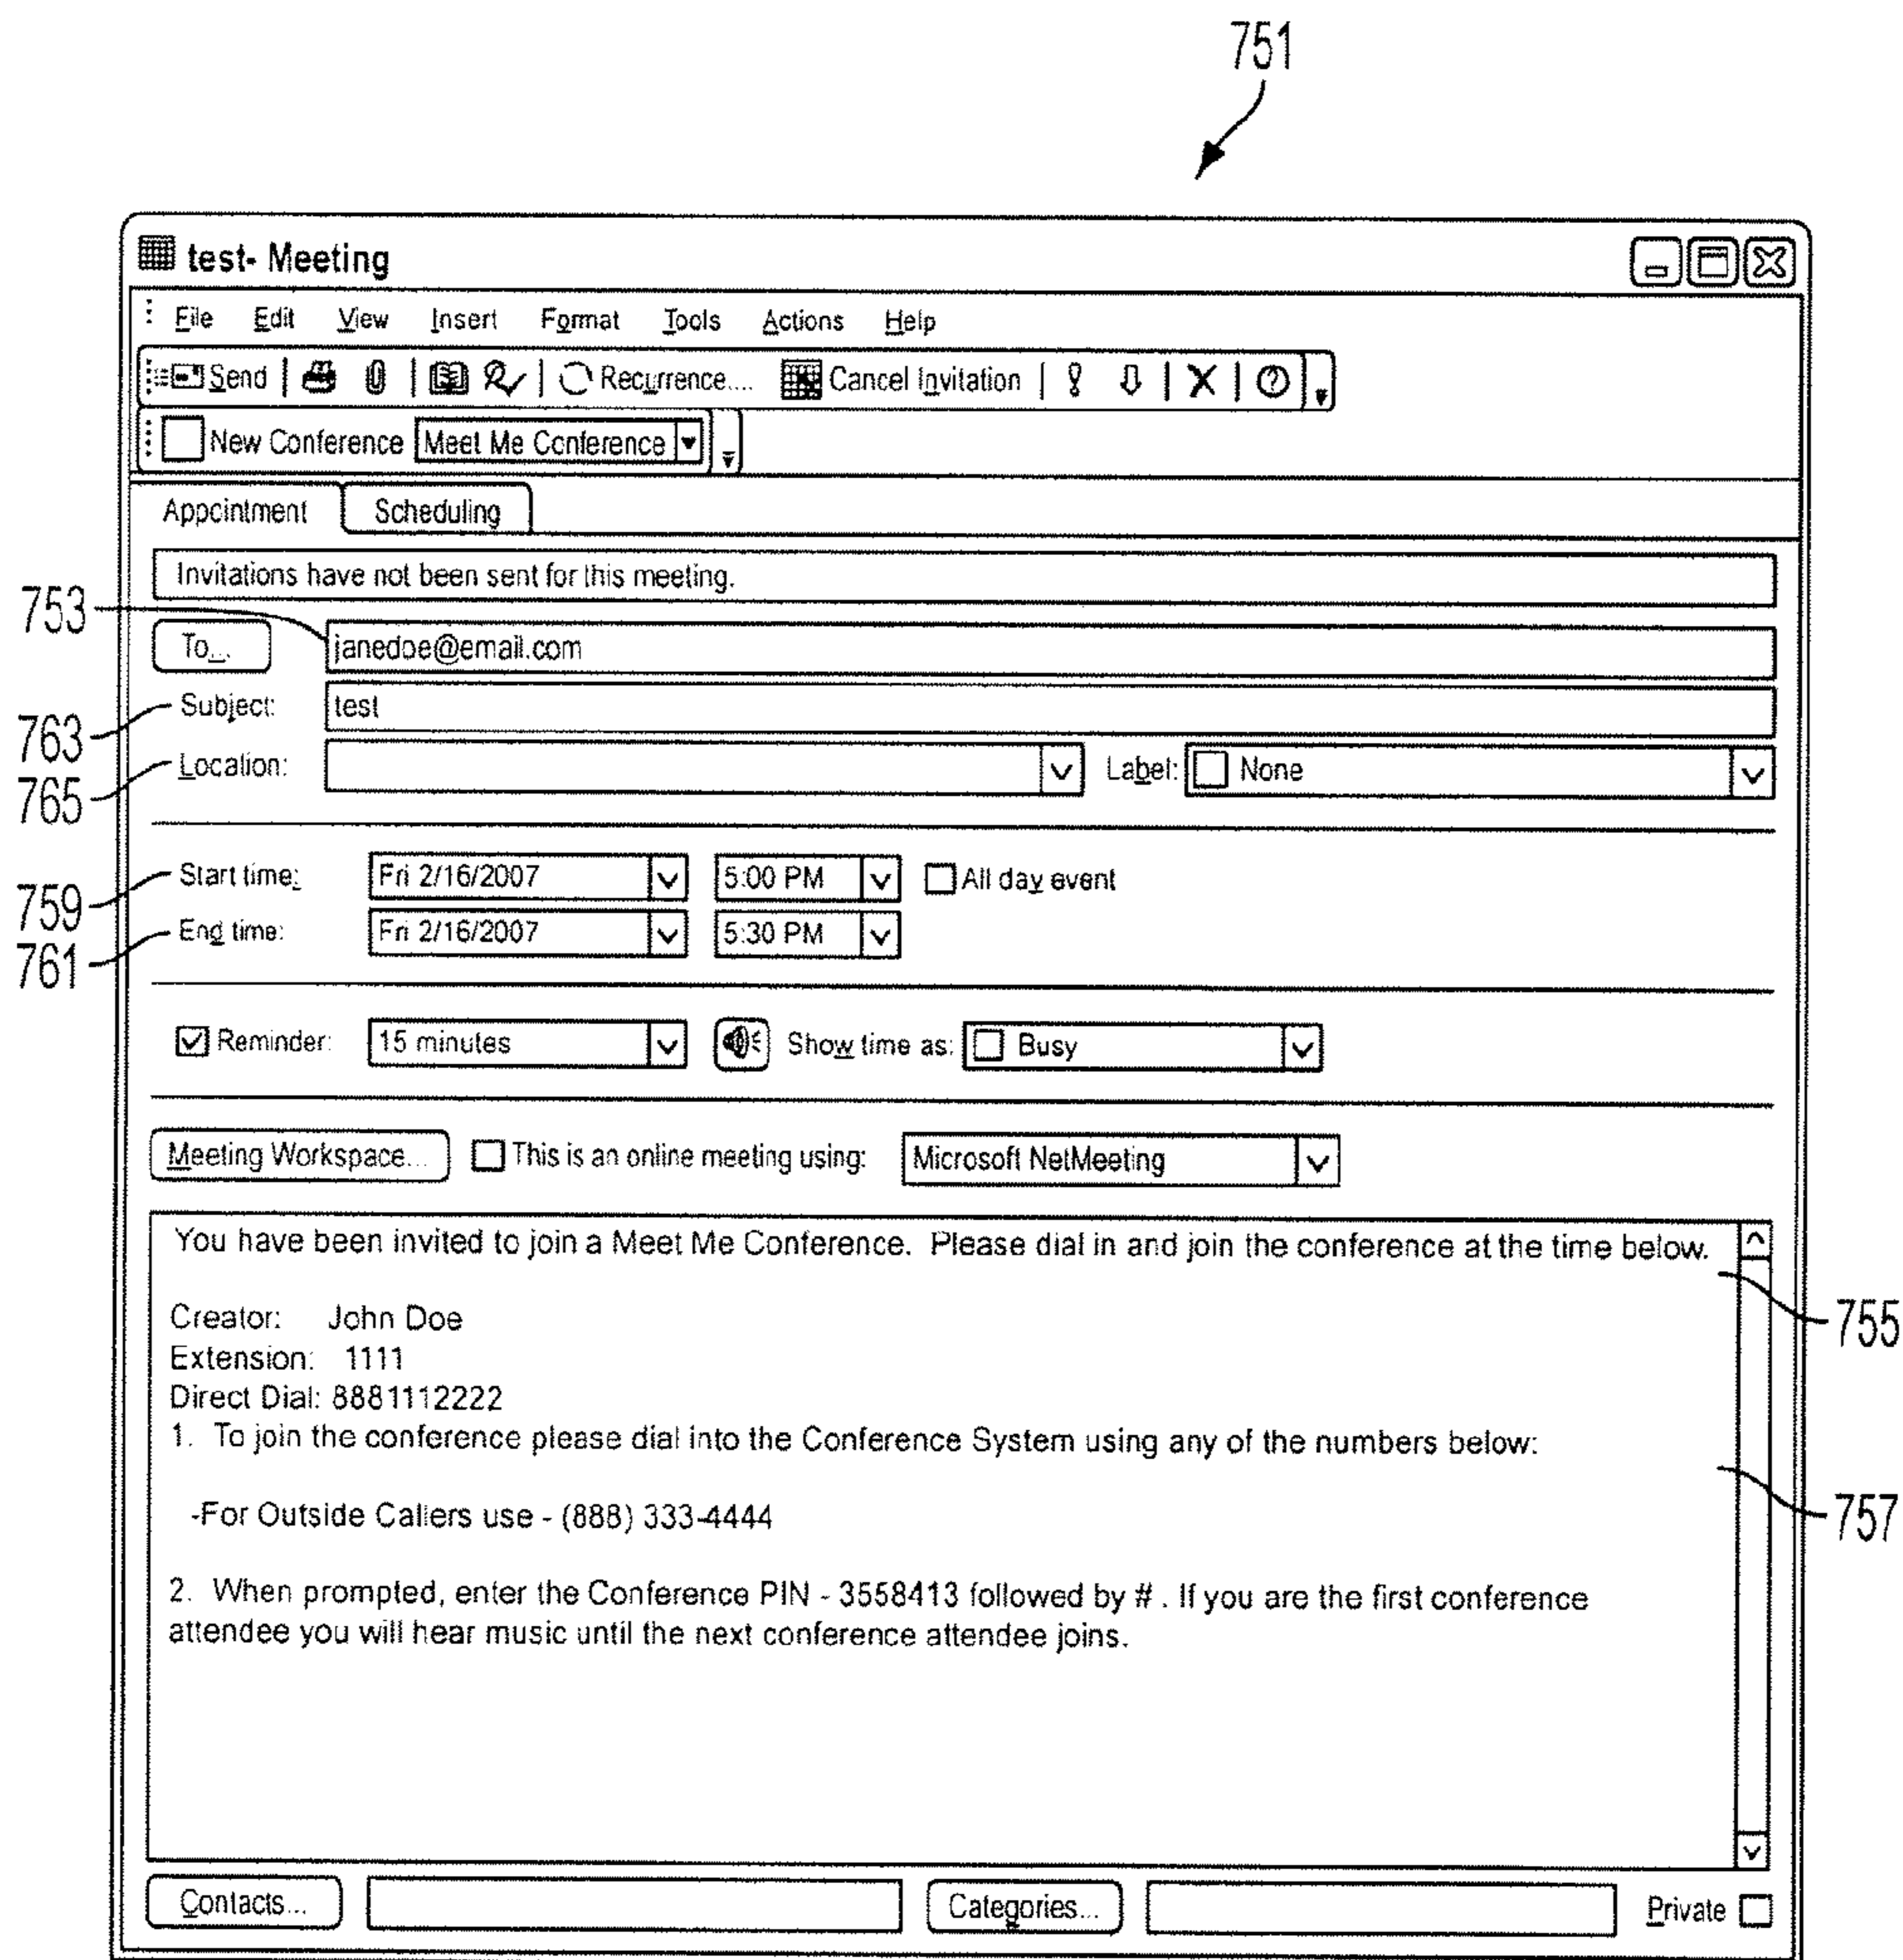 751
test- Meeting
File Edit View Insert Format Tools Actions Help
Send Recurrence.... Cancel Invitation
New Conference Meet Me Conference
Appointment Scheduling
Invitations have not been sent for this meeting.
753
To... janedoe@email.com
763 Subject: test
765 Location: Label: None
759 Start time: Fri 2/16/2007 5:00 PM All day event
761 End time: Fri 2/16/2007 5:30 PM
Reminder: 15 minutes Show time as: Busy
Meeting Workspace... This is an online meeting using: Microsoft NetMeeting
You have been invited to join a Meet Me Conference. Please dial in and join the conference at the time below.
755
Creator: John Doe
Extension: 1111
Direct Dial: 8881112222
1. To join the conference please dial into the Conference System using any of the numbers below:
757
-For Outside Callers use - (888) 333-4444
2. When prompted, enter the Conference PIN - 3558413 followed by # . If you are the first conference
attendee you will hear music until the next conference attendee joins.
Contacts... Categories... Private